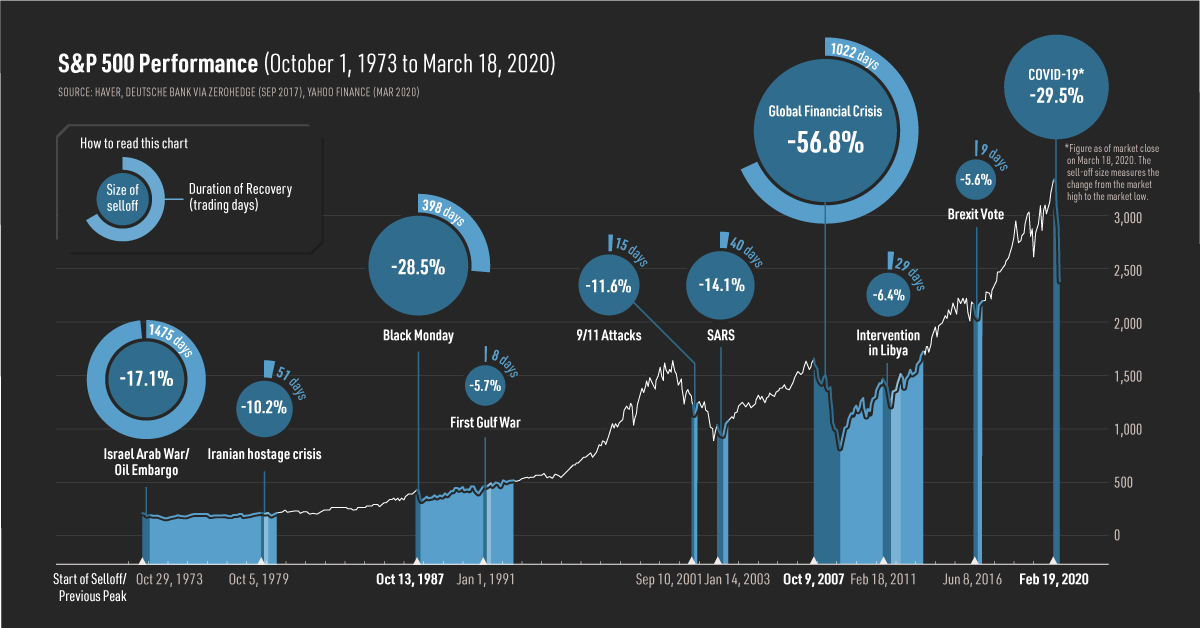 S&P 500 Performance (October 1, 1973 to March 18, 2020)
SOURCE: HAVER, DEUTSCHE BANK VIA ZEROHEDGE (SEP 2017), YAHOO FINANCE (MAR 2020)
How to read this chart
Size of
selloff
Duration of Recovery
(trading days)
1475 days
-17.1%
Israel Arab War/
Oil Embargo
51 days
-10.2%
Iranian hostage crisis
398 days
-28.5%
Black Monday
8 days
-5.7%
First Gulf War
15 days
-11.6%
9/11 Attacks
40 days
-14.1%
SARS
1022 days
Global Financial Crisis
-56.8%
29 days
-6.4%
Intervention
in Libya
9 days
-5.6%
Brexit Vote
COVID-19*
-29.5%
*Figure as of market close
on March 18, 2020. The
sell-off size measures the
change from the market
high to the market low.
3,000
2,500
2,000
1,500
1,000
500
0
Start of Selloff/
Previous Peak
Oct 29, 1973
Oct 5, 1979
Oct 13, 1987
Jan 1, 1991
Sep 10, 2001
Jan 14, 2003
Oct 9, 2007
Feb 18, 2011
Jun 8, 2016
Feb 19, 2020